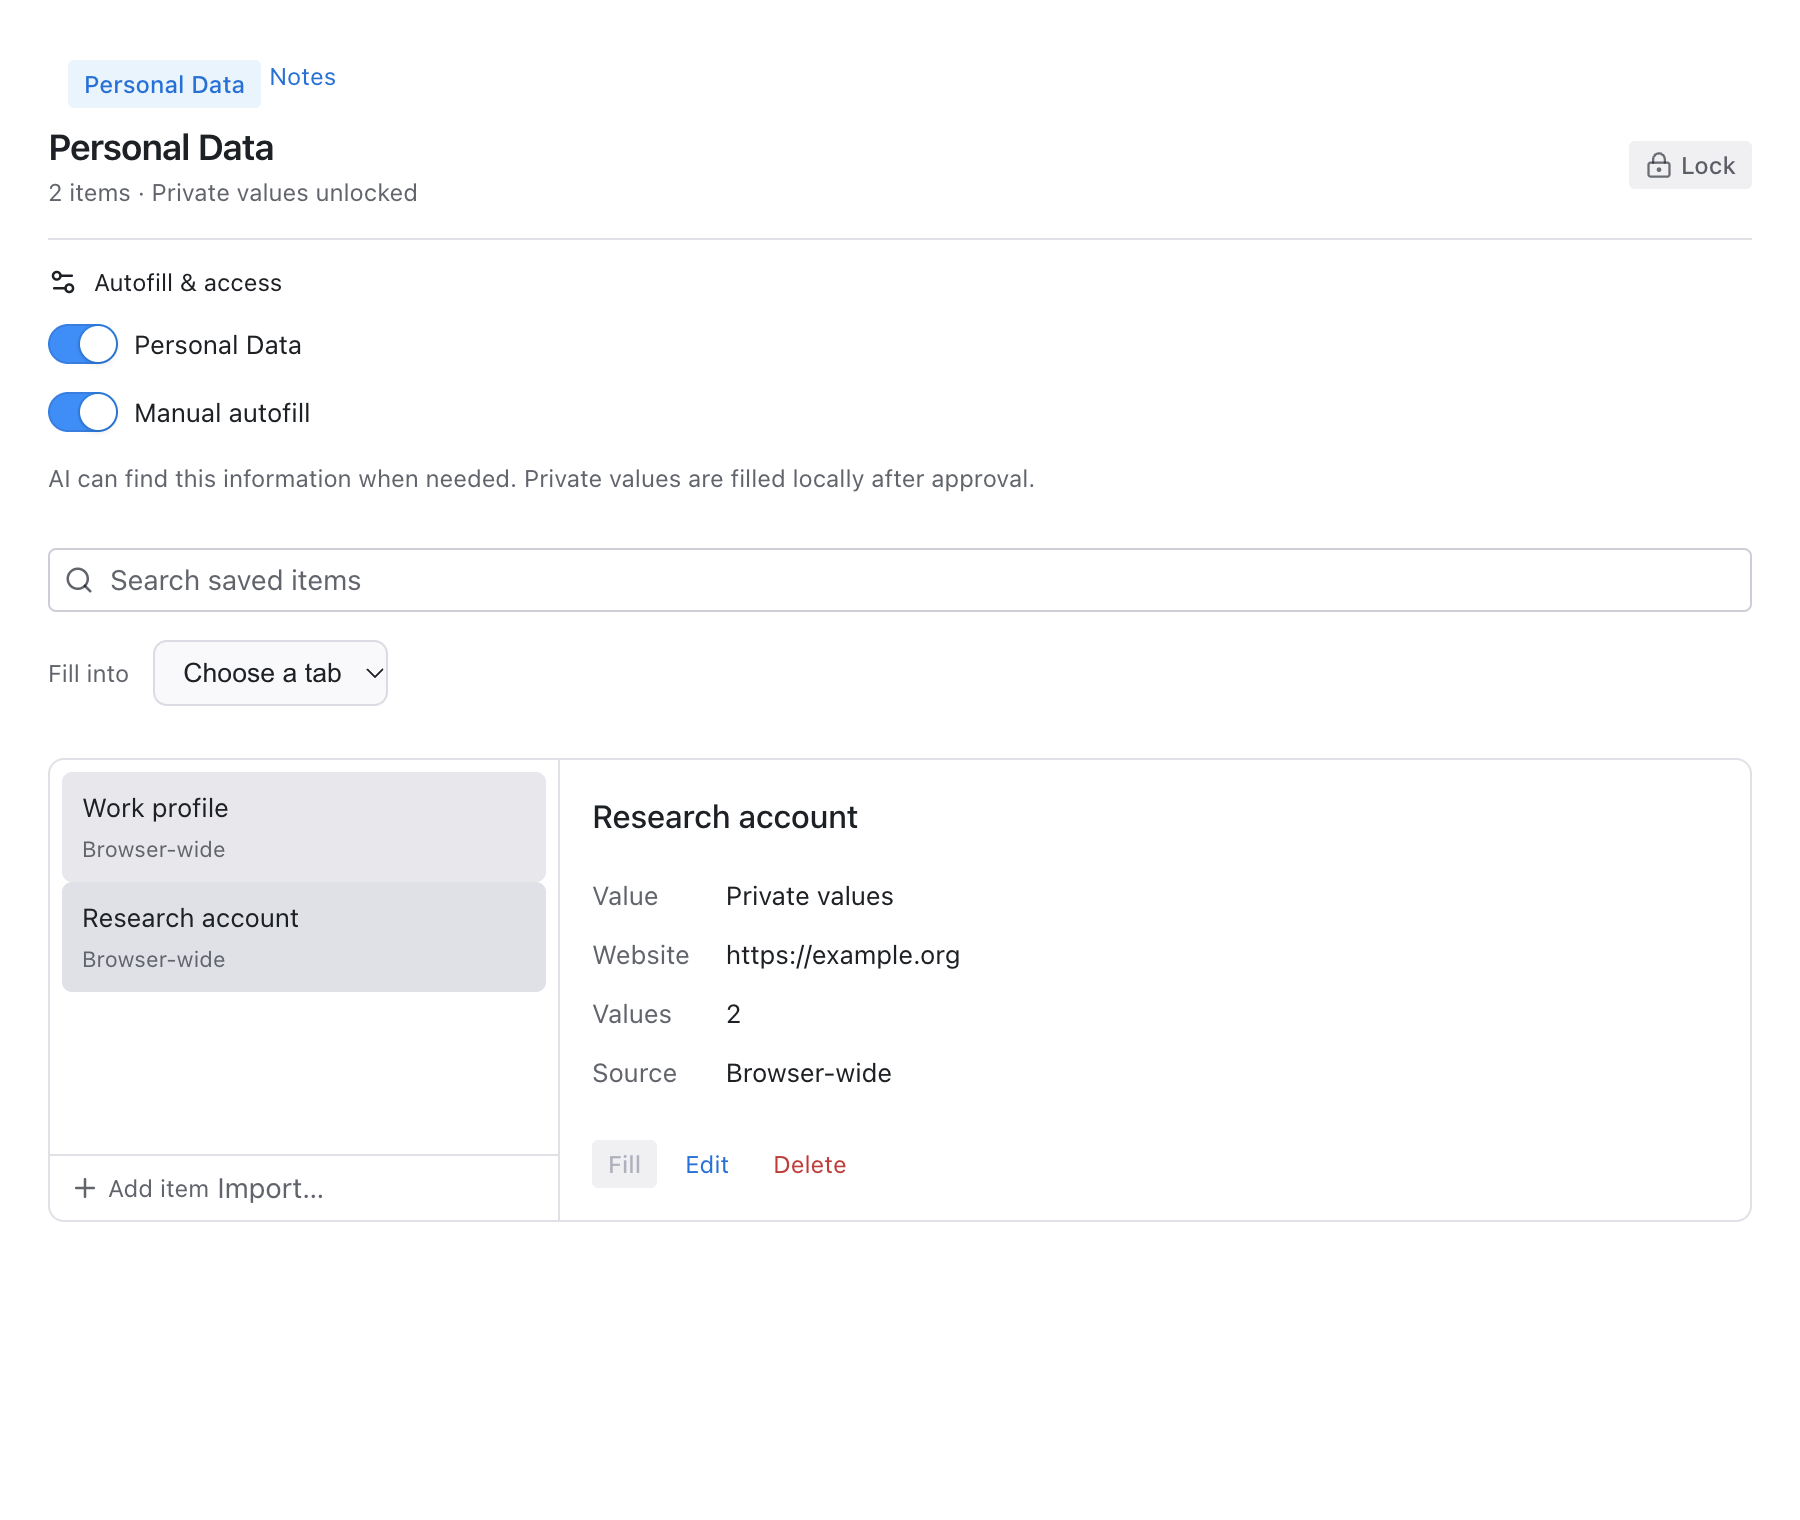 Personal Data
Notes
Personal Data
2 items · Private values unlocked
Lock
Autofill & access
Personal Data
Manual autofill
AI can find this information when needed. Private values are filled locally after approval.
Search saved items
Fill into
Choose a tab
Work profile
Browser-wide
Research account
Browser-wide
Add item
Import...
Research account
Value Private values
Website https://example.org
Values 2
Source Browser-wide
Fill
Edit
Delete